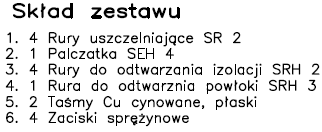 Skład zestawu
1. 4 Rury uszczelniające SR 2
2. 1 Palczatka SEH 4
3. 4 Rury do odtwarzania izolacji SRH 2
4. 1 Rura do odtwarznia powłoki SRH 3
5. 2 Taśmy Cu cynowane, płaski
6. 4 Zaciski sprężynowe